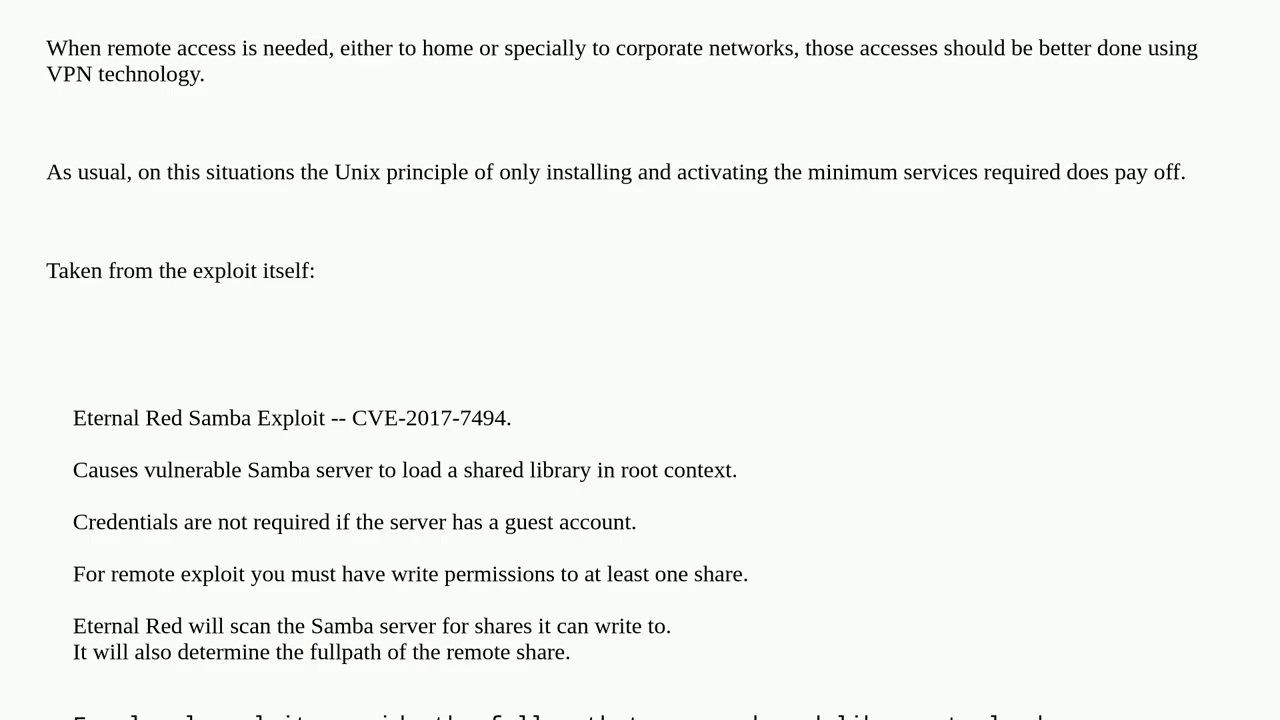 When remote access is needed, either to home or specially to corporate networks, those accesses should be better done using
VPN technology.
As usual, on this situations the Unix principle of only installing and activating the minimum services required does pay off.
Taken from the exploit itself:
Eternal Red Samba Exploit -- CVE-2017-7494.
Causes vulnerable Samba server to load a shared library in root context.
Credentials are not required if the server has a guest account.
For remote exploit you must have write permissions to at least one share.
Eternal Red will scan the Samba server for shares it can write to.
It will also determine the fullpath of the remote share.